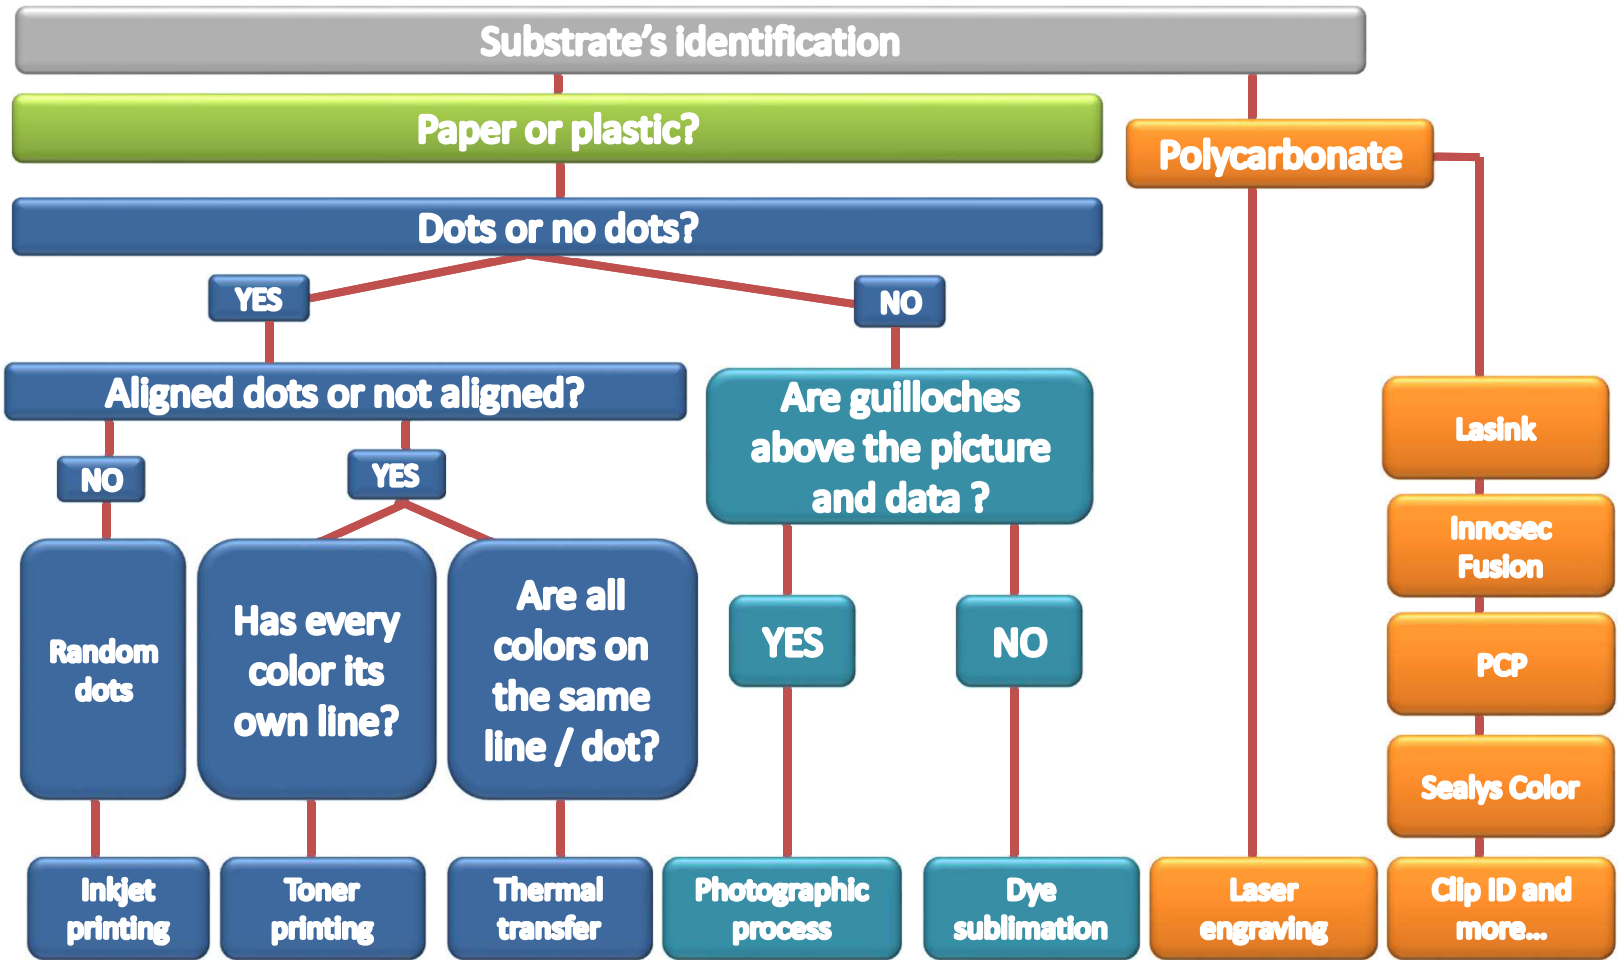 Substrate's identification
Paper or plastic?
Polycarbonate
Dots or no dots?
YES
NO
Aligned dots or not aligned?
Are guilloches
above the picture
and data ?
Lasink
NO
YES
Innosec
Fusion
Random
dots
Has every
color its
own line?
Are all
colors on
the same
line / dot?
YES
NO
PCP
Sealys Color
Inkjet
printing
Toner
printing
Thermal
transfer
Photographic
process
Dye
sublimation
Laser
engraving
Clip ID and
more...